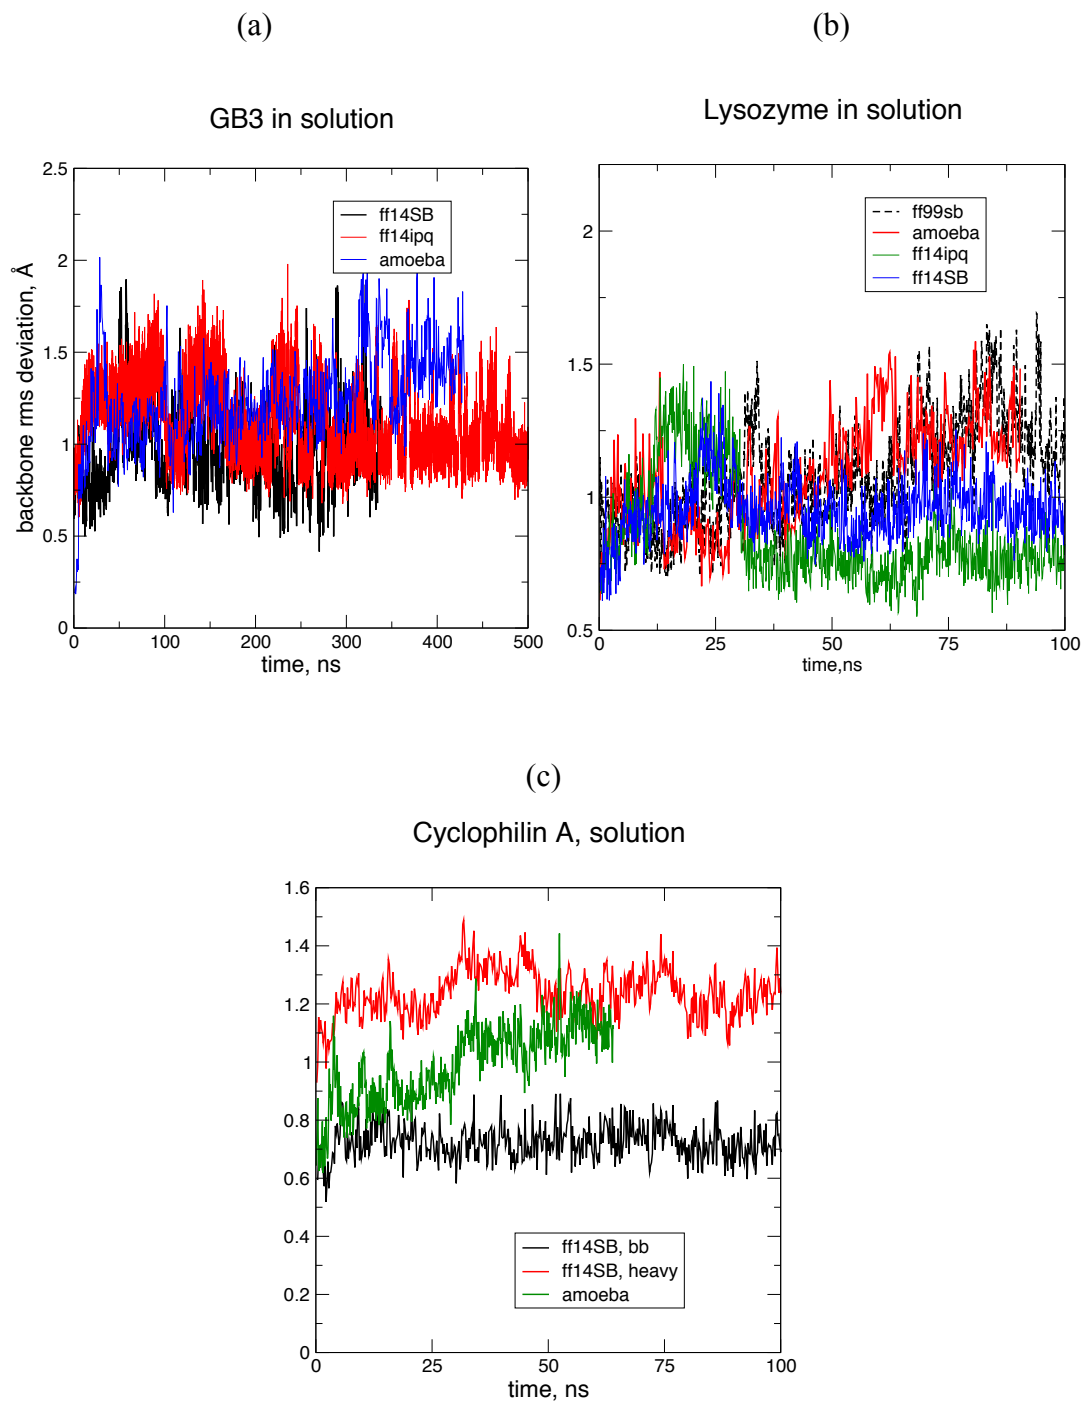 (a)
(b)
GB3 in solution
Lysozyme in solution
2.5
2
1.5
1
0.5
0
backbone rms deviation, Å
ff14SB
ff14ipq
amoeba
0 100 200 300 400 500
time, ns
2
1.5
1
0.5
ff99sb
amoeba
ff14ipq
ff14SB
0 25 50 75 100
time,ns
(c)
Cyclophilin A, solution
1.6
1.4
1.2
1
0.8
0.6
0.4
0.2
0
ff14SB, bb
ff14SB, heavy
amoeba
0 25 50 75 100
time, ns